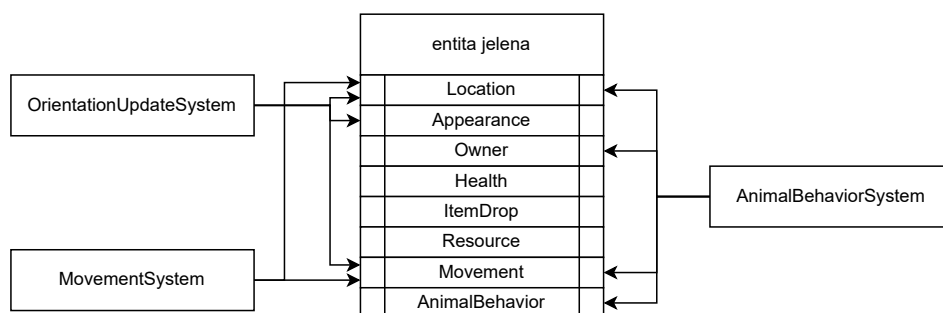 entita jelena
OrientationUpdateSystem
Location
Appearance
Owner
Health
ItemDrop
Resource
Movement
AnimalBehavior
MovementSystem
AnimalBehaviorSystem